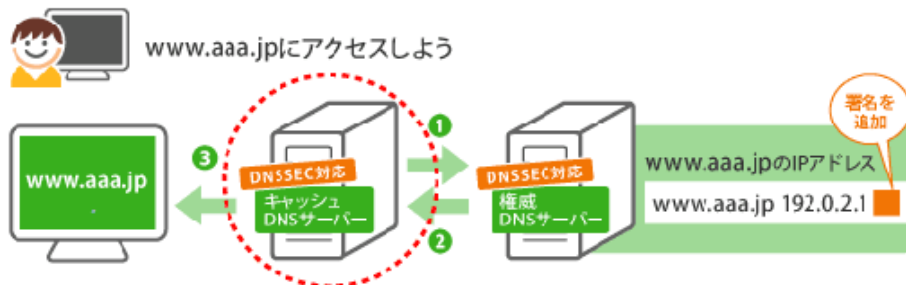 www.aaa.jpにアクセスしよう
署名を
追加
❶
❸
DNSSEC対応
DNSSEC対応
www.aaa.jpのIPアドレス
www.aaa.jp
キャッシュ
DNSサーバー
権威
DNSサーバー
www.aaa.jp 192.0.2.1
❷